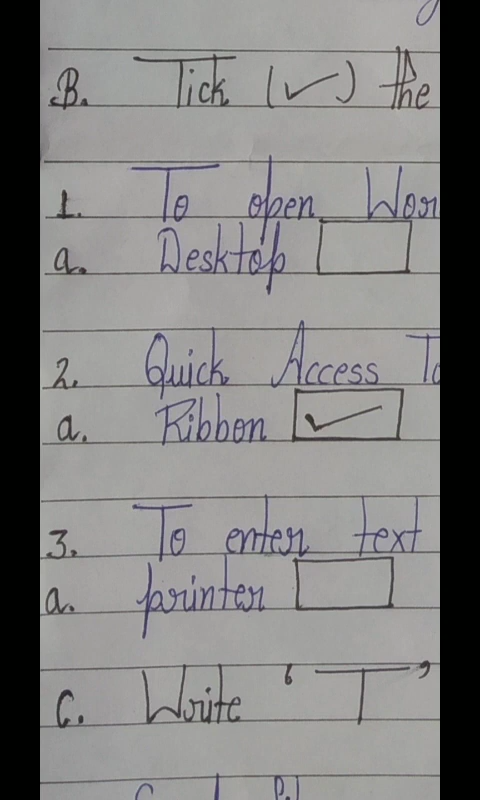 B. Tick (✓) the
1. To open Wor
a. Desktop
2. Quick Access To
a. Ribbon ✓
3. To enter text
a. printer
C. Write ‘T’